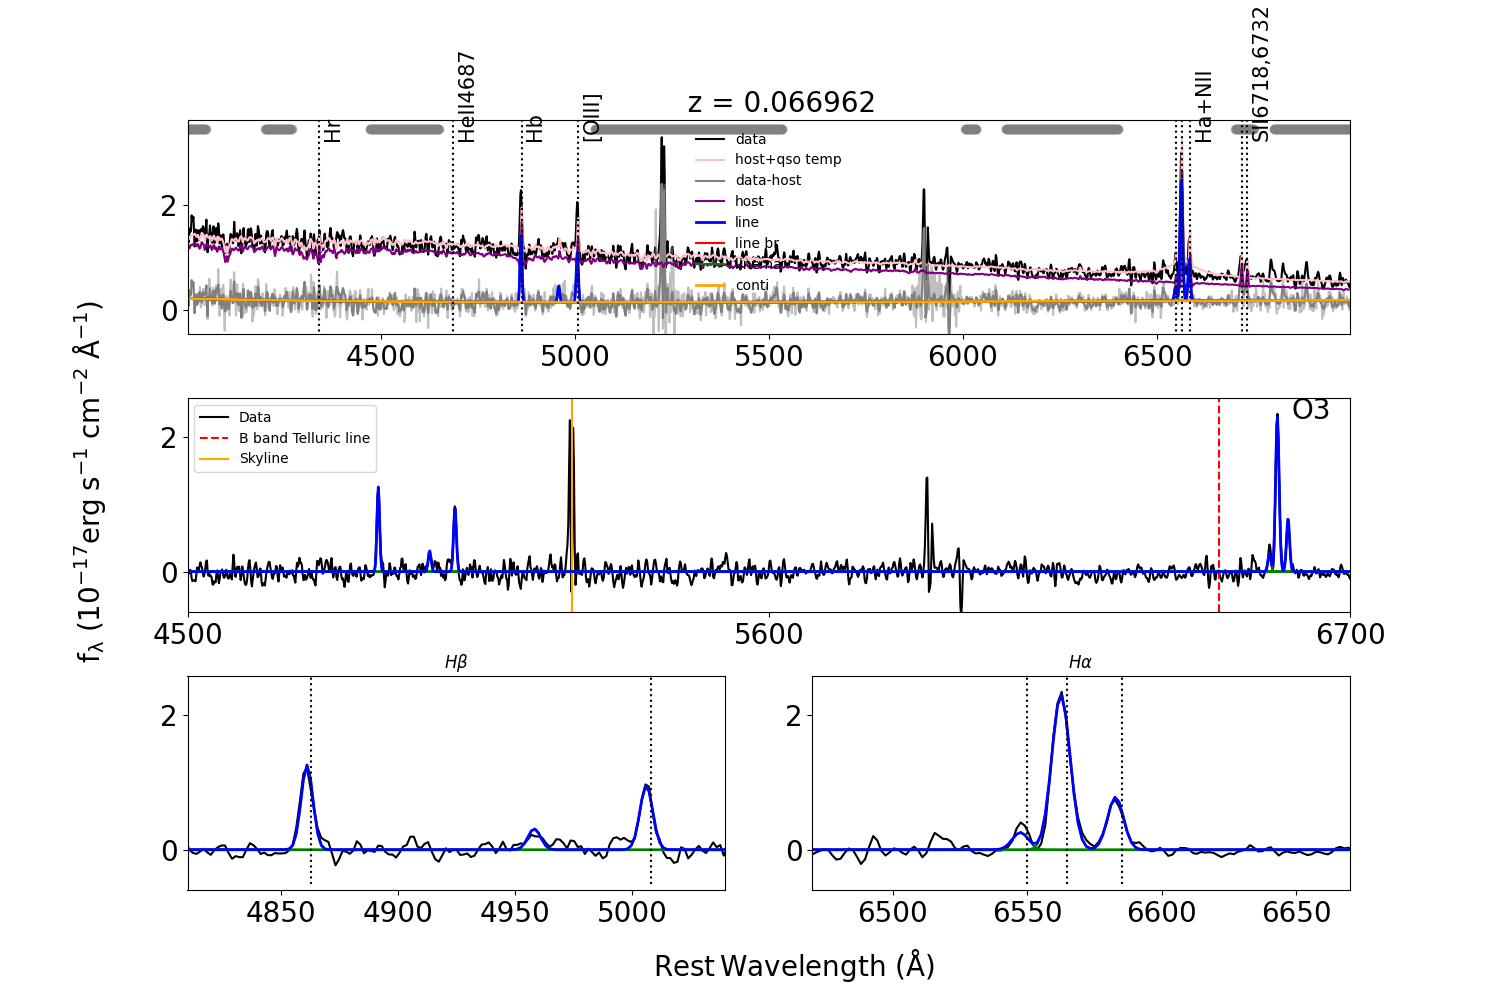 z = 0.066962
Hr
HeII4687
Hb
[OIII]
Ha+NII
SII6718,6732
data
host+qso temp
data-host
host
line
line br
conti
2
0
4500 5000 5500 6000 6500
Data
B band Telluric line
Skyline
O3
2
0
4500 5600 6700
fλ (10−17erg s−1 cm−2 Å−1)
Hβ
2
0
4850 4900 4950 5000
Hα
2
0
6500 6550 6600 6650
Rest Wavelength (Å)